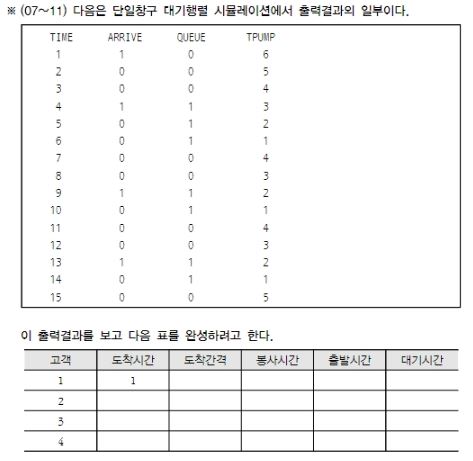 ※ (07～11) 다음은 단일창구 대기행렬 시뮬레이션에서 출력결과의 일부이다.
TIME ARRIVE QUEUE TPUMP
1 1 0 6
2 0 0 5
3 0 0 4
4 1 1 3
5 0 1 2
6 0 1 1
7 0 0 4
8 0 0 3
9 1 1 2
10 0 1 1
11 0 0 4
12 0 0 3
13 1 1 2
14 0 1 1
15 0 0 5
이 출력결과를 보고 다음 표를 완성하려고 한다.
고객 도착시간 도착간격 봉사시간 출발시간 대기시간
1 1
2
3
4